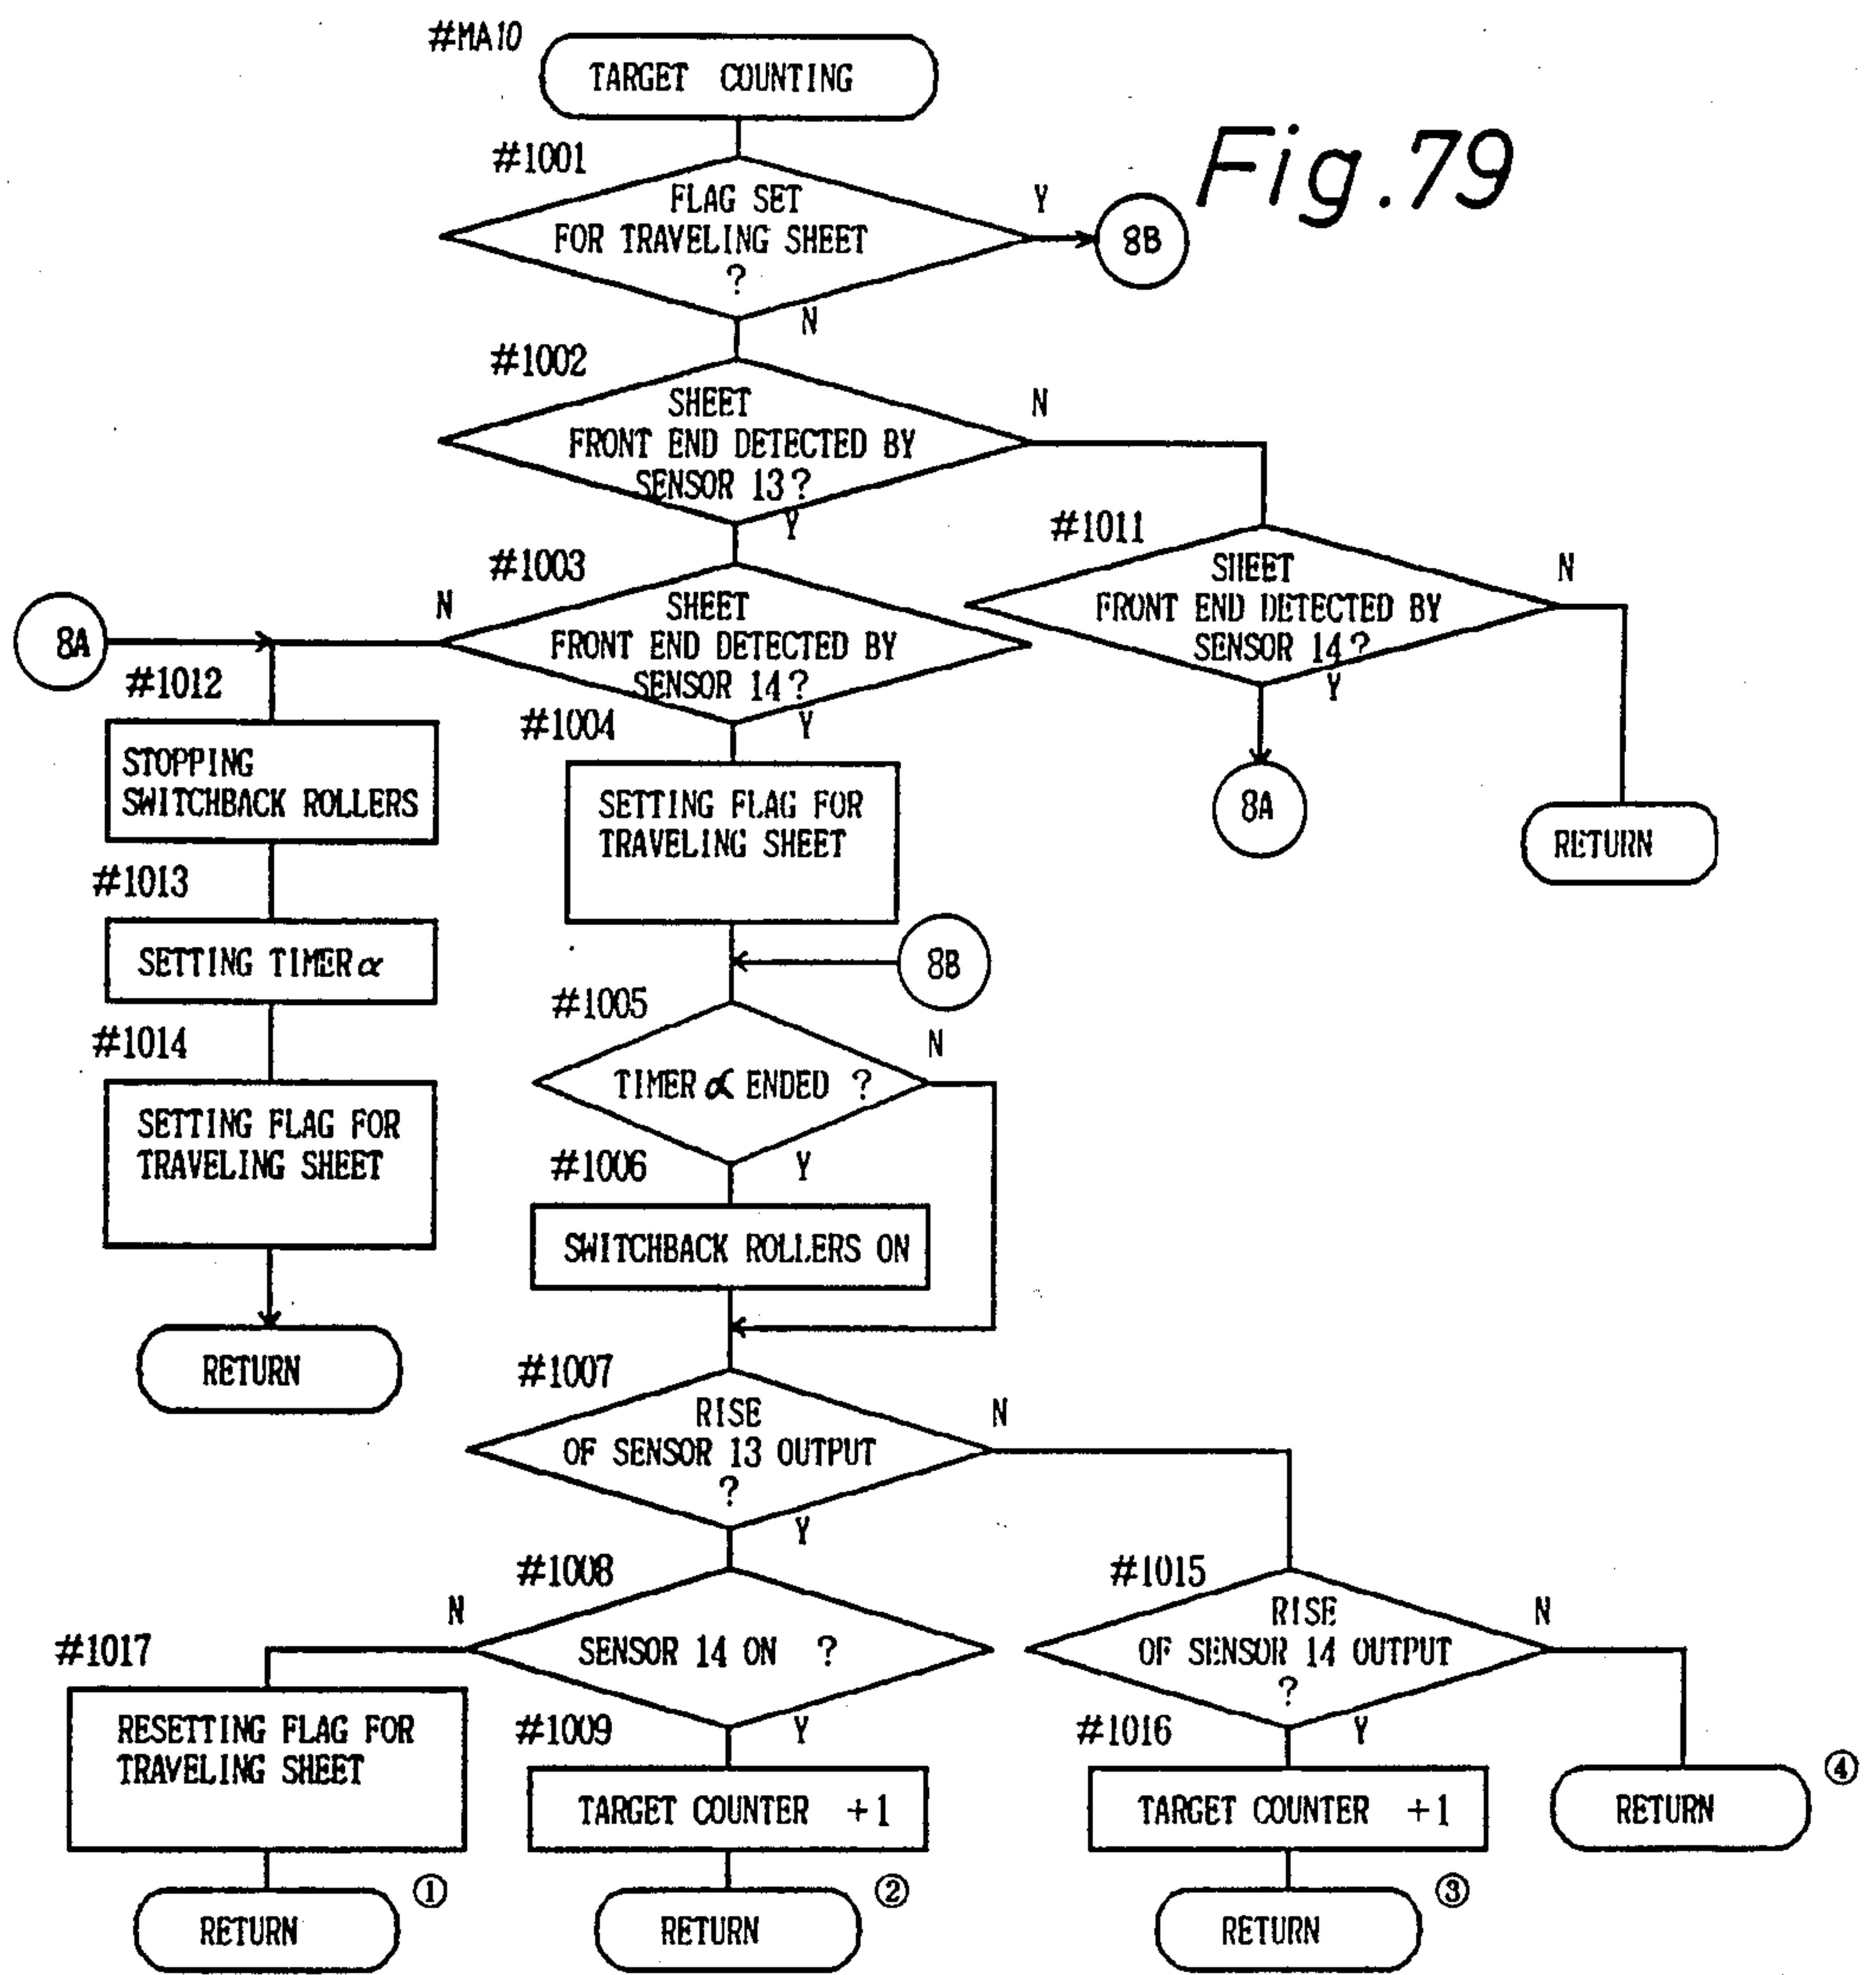 #MA10
TARGET COUNTING
Fig. 79
#1001
FLAG SET
FOR TRAVELING SHEET
?
Y
8B
N
#1002
SHEET
FRONT END DETECTED BY
SENSOR 13?
N
Y
#1011
SHEET
FRONT END DETECTED BY
SENSOR 14?
N
Y
8A
RETURN
#1003
SHEET
FRONT END DETECTED BY
SENSOR 14?
N
Y
8A
#1012
STOPPING
SWITCHBACK ROLLERS
#1013
SETTING TIMER α
#1014
SETTING FLAG FOR
TRAVELING SHEET
RETURN
#1004
SETTING FLAG FOR
TRAVELING SHEET
8B
#1005
TIMER α ENDED ?
N
Y
#1006
SWITCHBACK ROLLERS ON
#1007
RISE
OF SENSOR 13 OUTPUT
?
N
Y
#1008
SENSOR 14 ON ?
N
Y
#1015
RISE
OF SENSOR 14 OUTPUT
?
N
Y
#1017
RESETTING FLAG FOR
TRAVELING SHEET
#1009
TARGET COUNTER +1
#1016
TARGET COUNTER +1
④
RETURN
①
RETURN
②
RETURN
③
RETURN